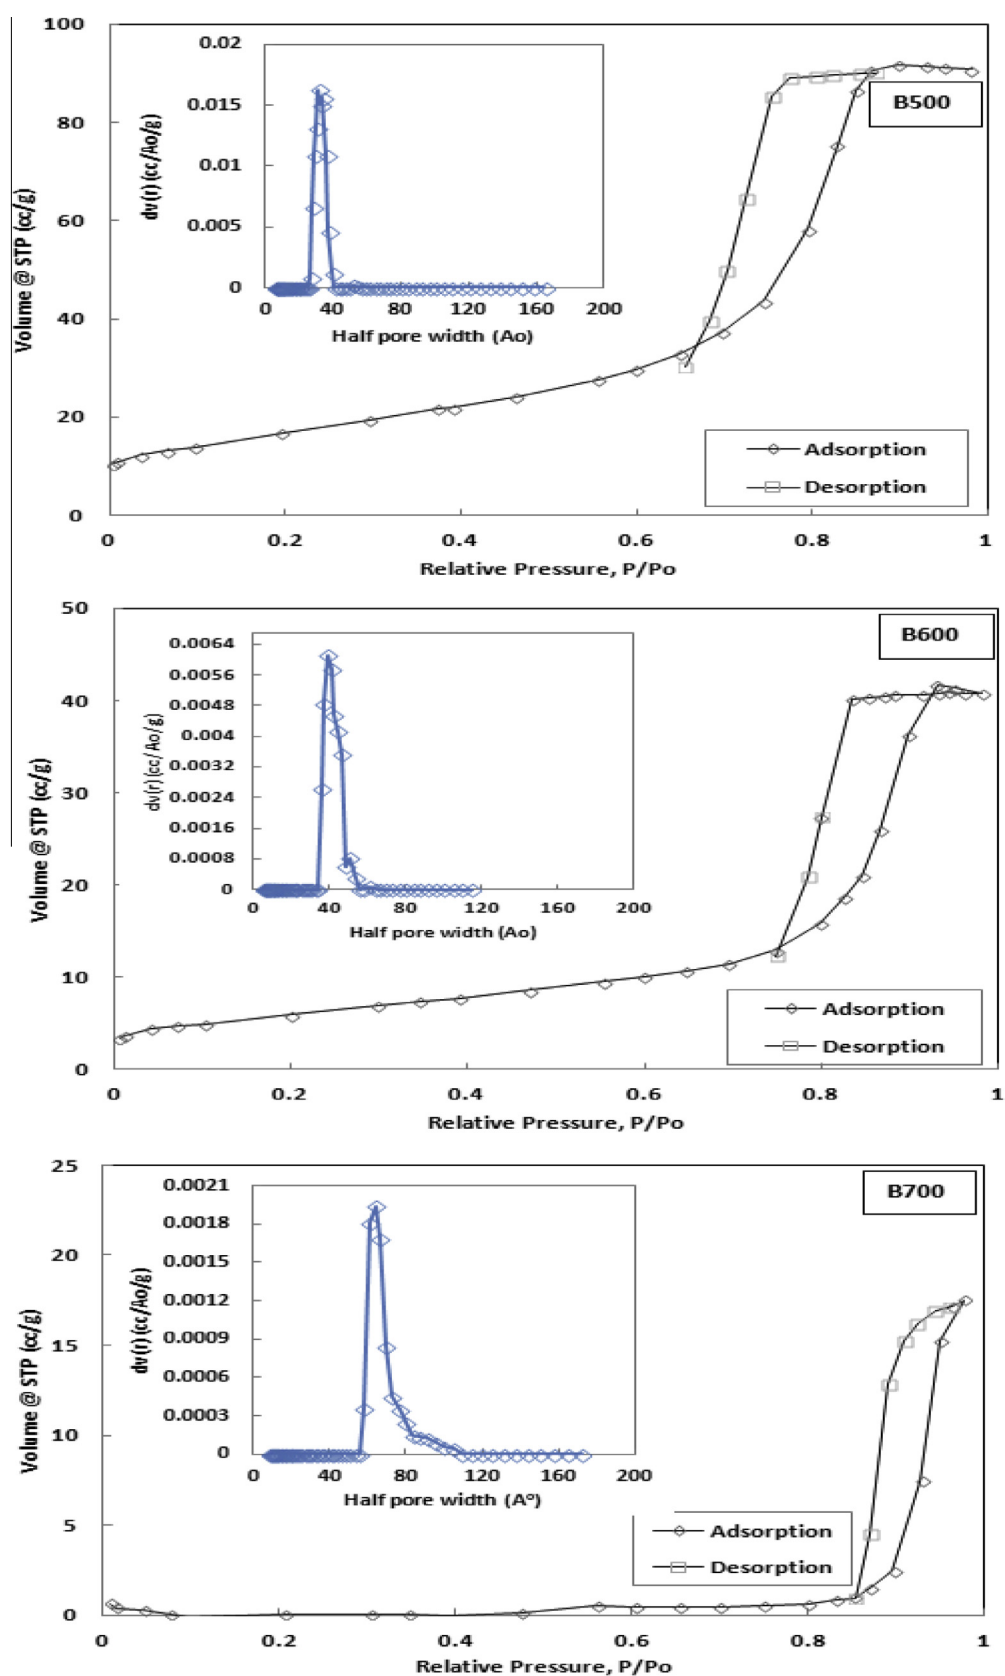 100
80
60
40
20
0
Volume @ STP (cc/g)
0 0.2 0.4 0.6 0.8 1
Relative Pressure, P/Po
B500
Adsorption
Desorption
0.02
0.015
0.01
0.005
0
dv(r) (cc/Ao/g)
0 40 80 120 160 200
Half pore width (Ao)
50
40
30
20
10
0
Volume @ STP (cc/g)
0 0.2 0.4 0.6 0.8 1
Relative Pressure, P/Po
B600
Adsorption
Desorption
0.0064
0.0056
0.0048
0.004
0.0032
0.0024
0.0016
0.0008
0
dv(r) (cc/Ao/g)
0 40 80 120 160 200
Half pore width (Ao)
25
20
15
10
5
0
Volume @ STP (cc/g)
0 0.2 0.4 0.6 0.8 1
Relative Pressure, P/Po
B700
Adsorption
Desorption
0.0021
0.0018
0.0015
0.0012
0.0009
0.0006
0.0003
0
dv(r) (cc/Ao/g)
0 40 80 120 160 200
Half pore width (A°)